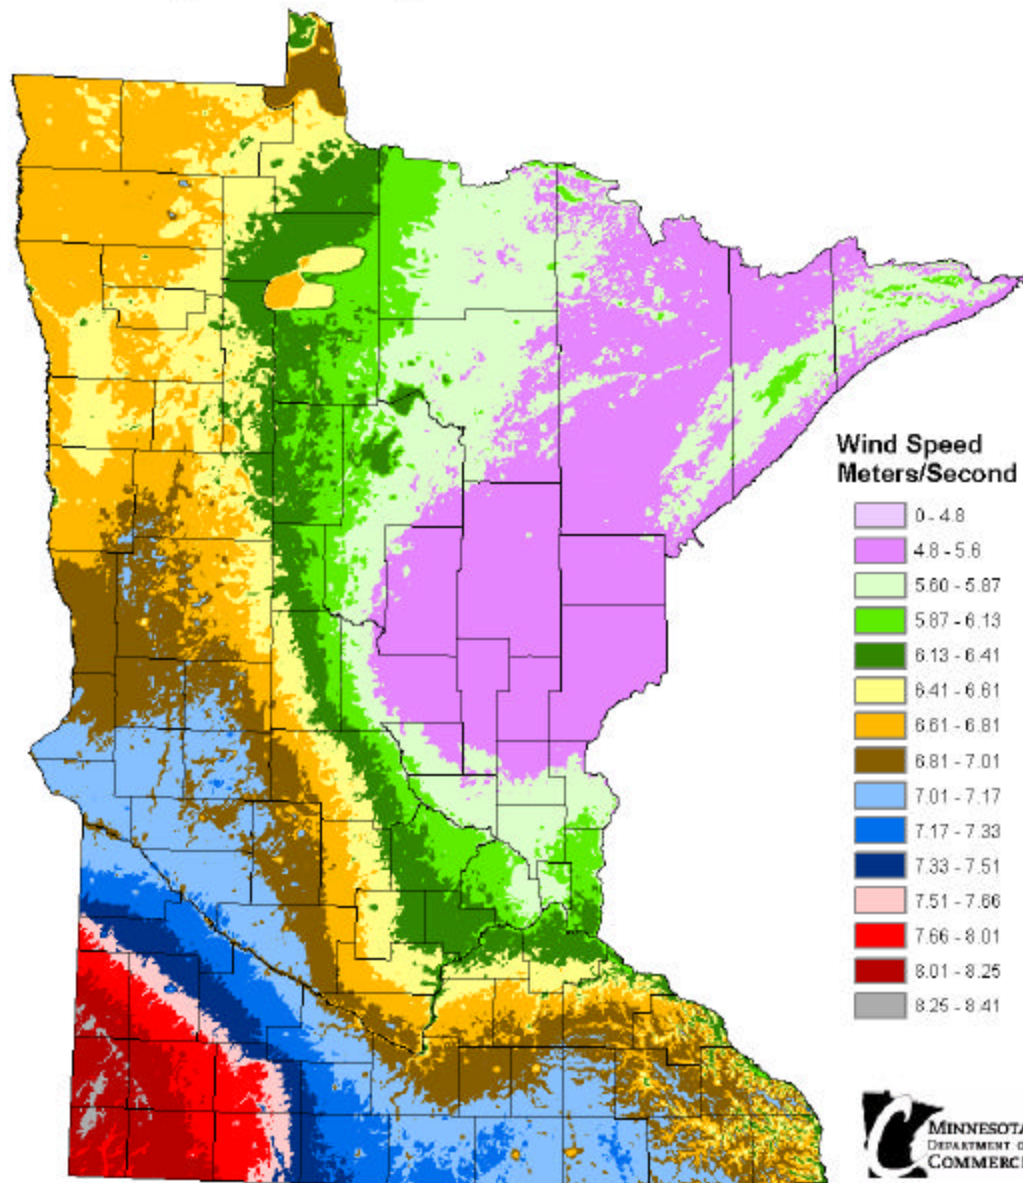 Wind Speed
Meters/Second
0 - 4.8
4.8 - 5.6
5.60 - 5.87
5.87 - 6.13
6.13 - 6.41
6.41 - 6.61
6.61 - 6.81
6.81 - 7.01
7.01 - 7.17
7.17 - 7.33
7.33 - 7.51
7.51 - 7.66
7.66 - 8.01
8.01 - 8.25
8.25 - 8.41
MINNESOTA
DEPARTMENT O
COMMERC